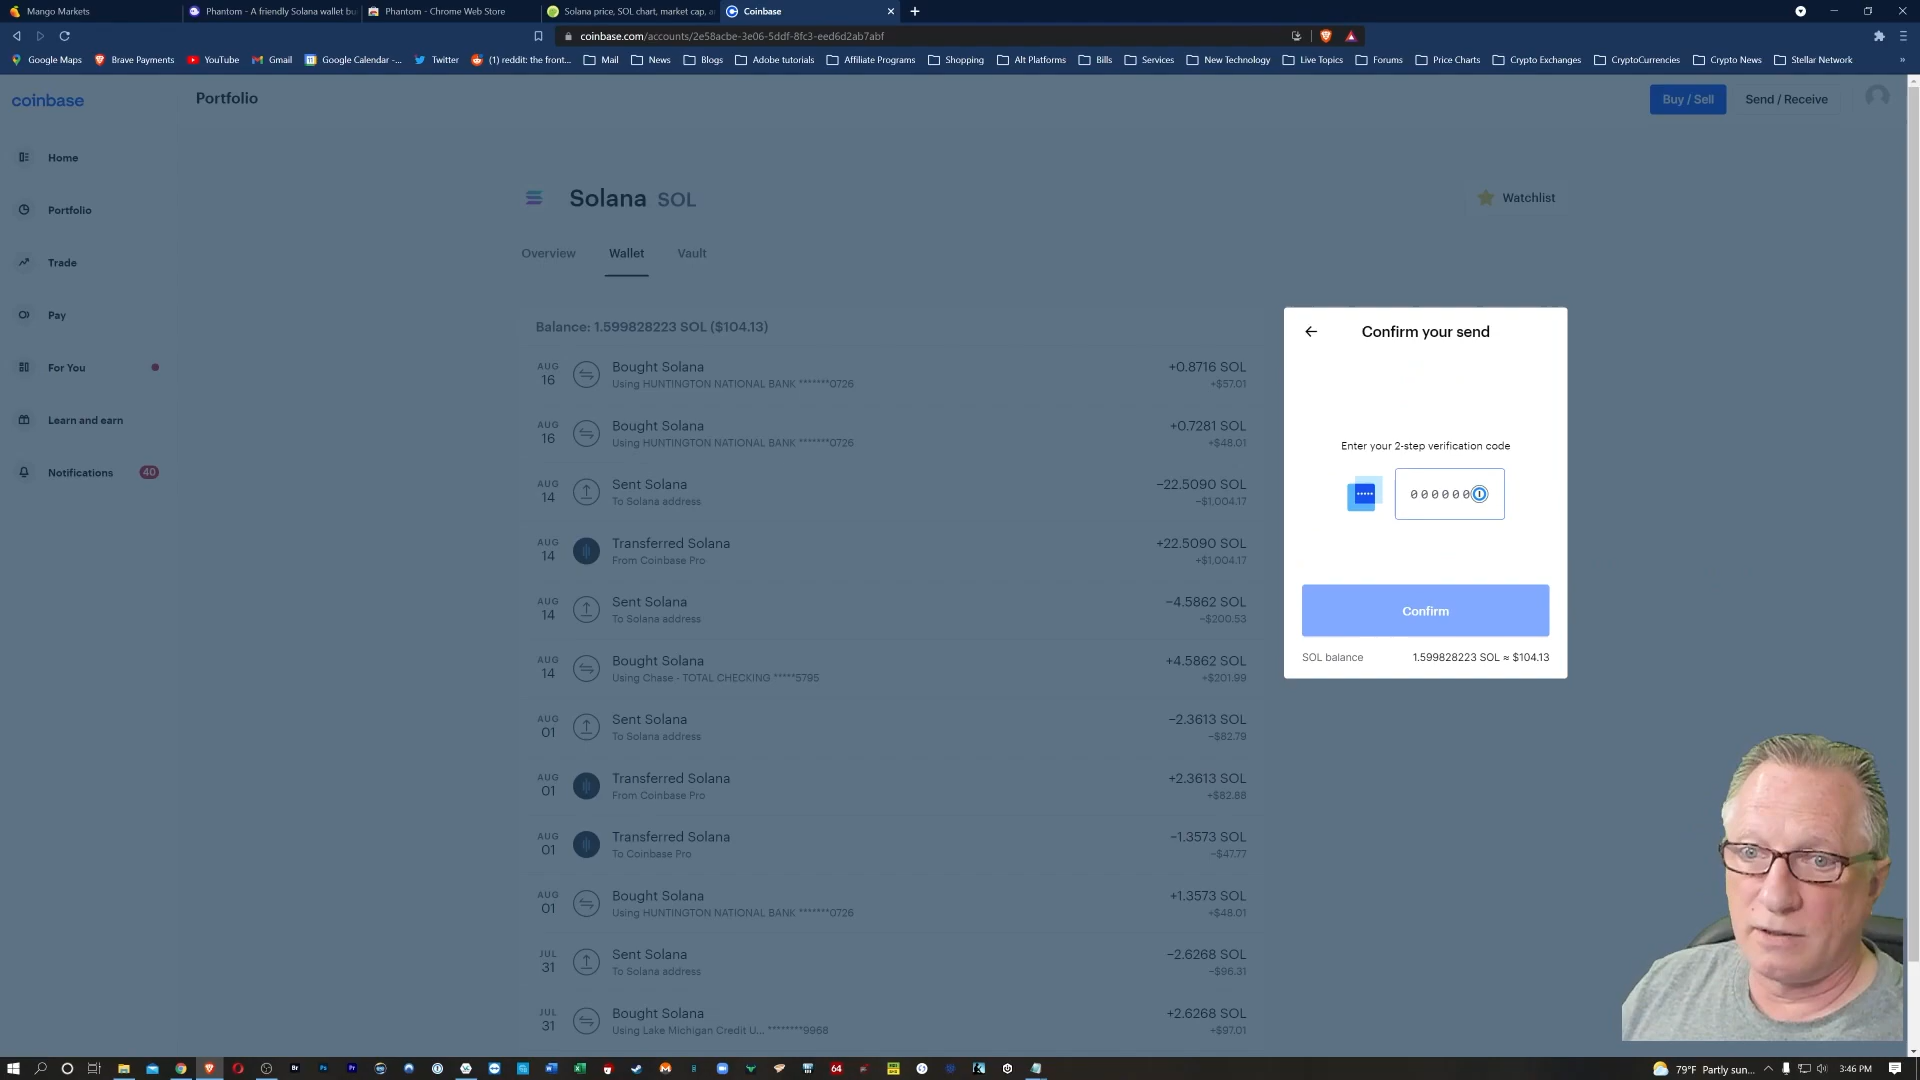 Mango Markets
Phantom - A friendly Solana wallet bu
Phantom - Chrome Web Store
Solana price, SOL chart, market cap, a
Coinbase
coinbase.com/accounts/2e58acbe-3e06-5ddf-8fc3-eed6d2ab7abf
Google Maps
Brave Payments
YouTube
Gmail
Google Calendar -...
Twitter
(1) reddit: the front...
Mail
News
Blogs
Adobe tutorials
Affiliate Programs
Shopping
Alt Platforms
Bills
Services
New Technology
Live Topics
Forums
Price Charts
Crypto Exchanges
CryptoCurrencies
Crypto News
Stellar Network
»
coinbase
Portfolio
Buy / Sell
Send / Receive
Home
Portfolio
Trade
Pay
For You
Learn and earn
Notifications 40
Solana SOL
Watchlist
Overview
Wallet
Vault
Balance: 1.599828223 SOL ($104.13)
AUG 16
Bought Solana
Using HUNTINGTON NATIONAL BANK *******0726
+0.8716 SOL
+$57.01
AUG 16
Bought Solana
Using HUNTINGTON NATIONAL BANK *******0726
+0.7281 SOL
+$48.01
AUG 14
Sent Solana
To Solana address
−22.5090 SOL
−$1,004.17
AUG 14
Transferred Solana
From Coinbase Pro
+22.5090 SOL
+$1,004.17
AUG 14
Sent Solana
To Solana address
−4.5862 SOL
−$200.53
AUG 14
Bought Solana
Using Chase - TOTAL CHECKING *****5795
+4.5862 SOL
+$201.99
AUG 01
Sent Solana
To Solana address
−2.3613 SOL
−$82.79
AUG 01
Transferred Solana
From Coinbase Pro
+2.3613 SOL
+$82.88
AUG 01
Transferred Solana
To Coinbase Pro
−1.3573 SOL
−$47.77
AUG 01
Bought Solana
Using HUNTINGTON NATIONAL BANK *******0726
+1.3573 SOL
+$48.01
JUL 31
Sent Solana
To Solana address
−2.6268 SOL
−$96.31
JUL 31
Bought Solana
Using Lake Michigan Credit U... ********9968
+2.6268 SOL
+$97.01
Confirm your send
Enter your 2-step verification code
000000
Confirm
SOL balance
1.599828223 SOL ≈ $104.13
Br
Ps
Pr
64
79°F Partly sun...
3:46 PM